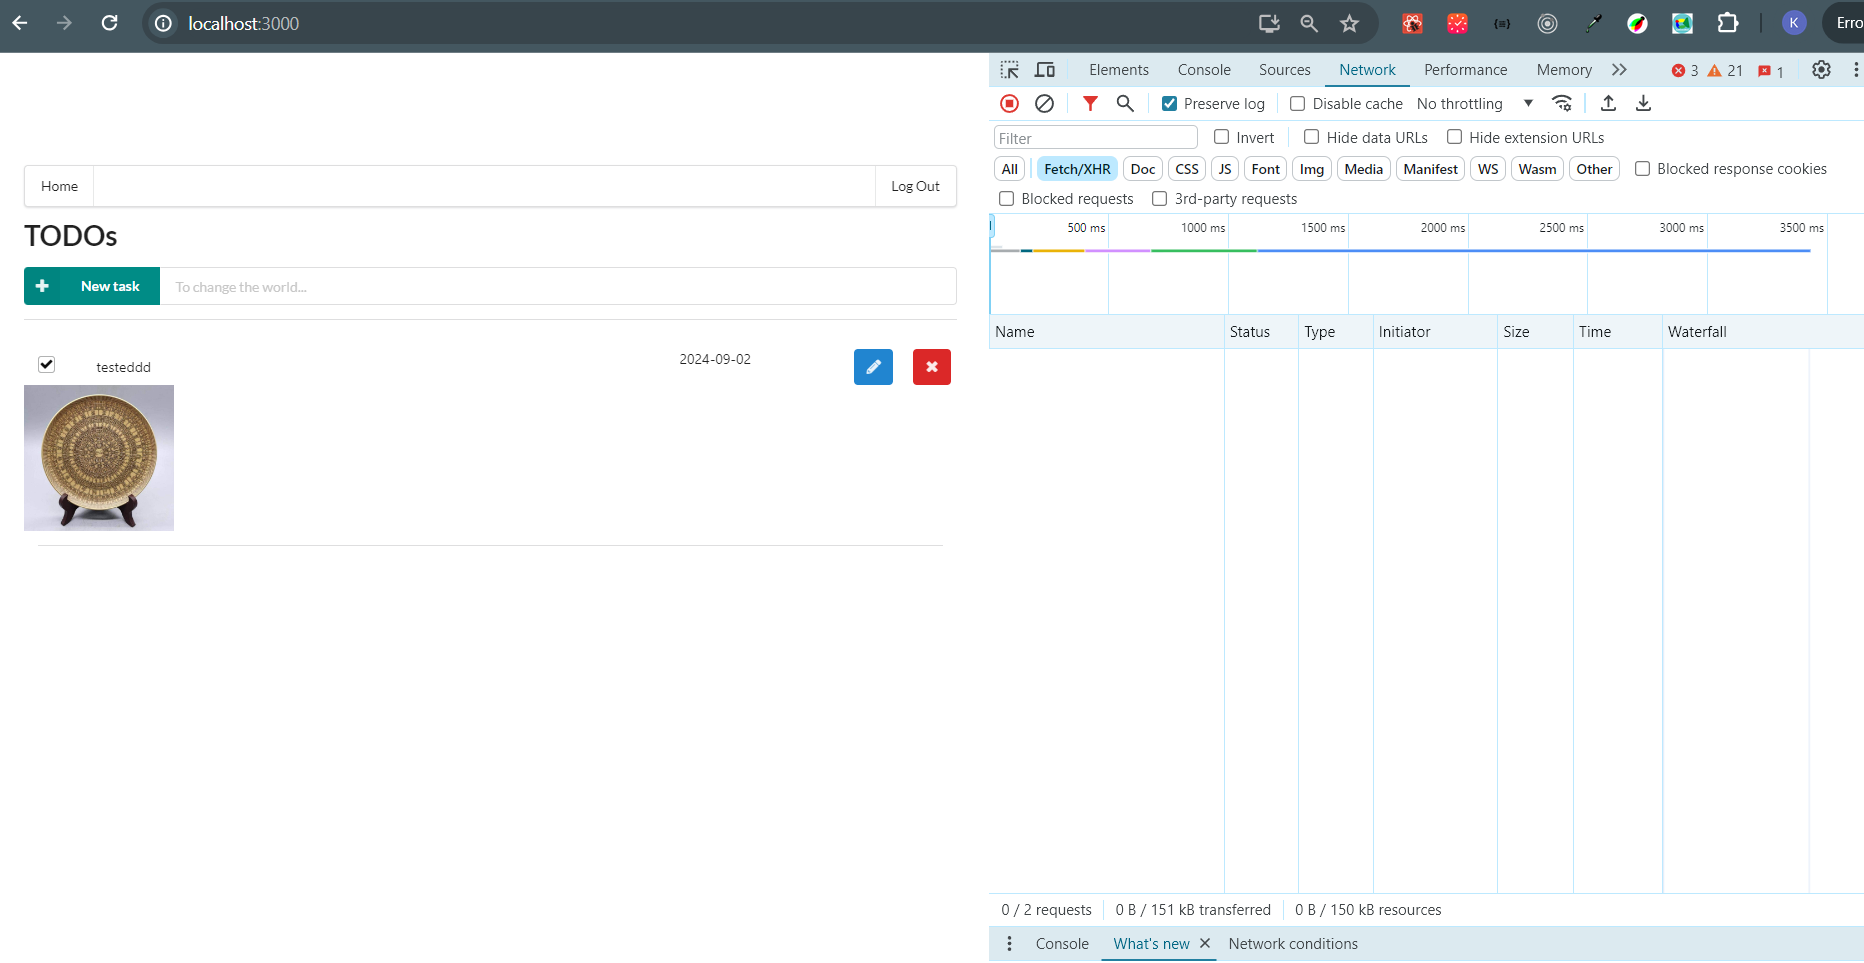 localhost:3000
K
Erro
Elements Console Sources Network Performance Memory 3 21 1
Preserve log Disable cache No throttling
Filter Invert Hide data URLs Hide extension URLs
All Fetch/XHR Doc CSS JS Font Img Media Manifest WS Wasm Other Blocked response cookies
Blocked requests 3rd-party requests
500 ms 1000 ms 1500 ms 2000 ms 2500 ms 3000 ms 3500 ms
Name Status Type Initiator Size Time Waterfall
0 / 2 requests 0 B / 151 kB transferred 0 B / 150 kB resources
Console What's new Network conditions
Home Log Out
TODOs
New task To change the world...
testeddd 2024-09-02